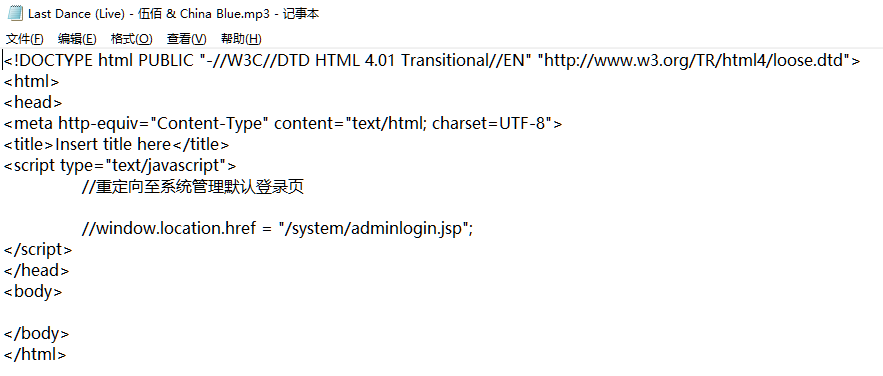 Last Dance (Live) - 伍佰 & China Blue.mp3 - 记事本
文件(F) 编辑(E) 格式(O) 查看(V) 帮助(H)
<!DOCTYPE html PUBLIC "-//W3C//DTD HTML 4.01 Transitional//EN" "http://www.w3.org/TR/html4/loose.dtd">
<html>
<head>
<meta http-equiv="Content-Type" content="text/html; charset=UTF-8">
<title>Insert title here</title>
<script type="text/javascript">
//重定向至系统管理默认登录页
//window.location.href = "/system/adminlogin.jsp";
</script>
</head>
<body>
</body>
</html>